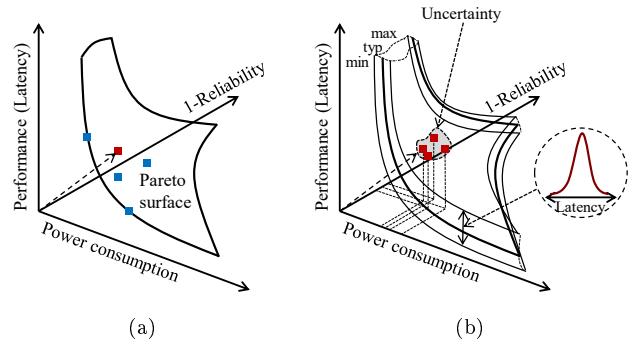 Performance (Latency)
1-Reliability
Pareto
surface
Power consumption
(a)
Performance (Latency)
max
typ
min
Uncertainty
1-Reliability
Latency
Power consumption
(b)